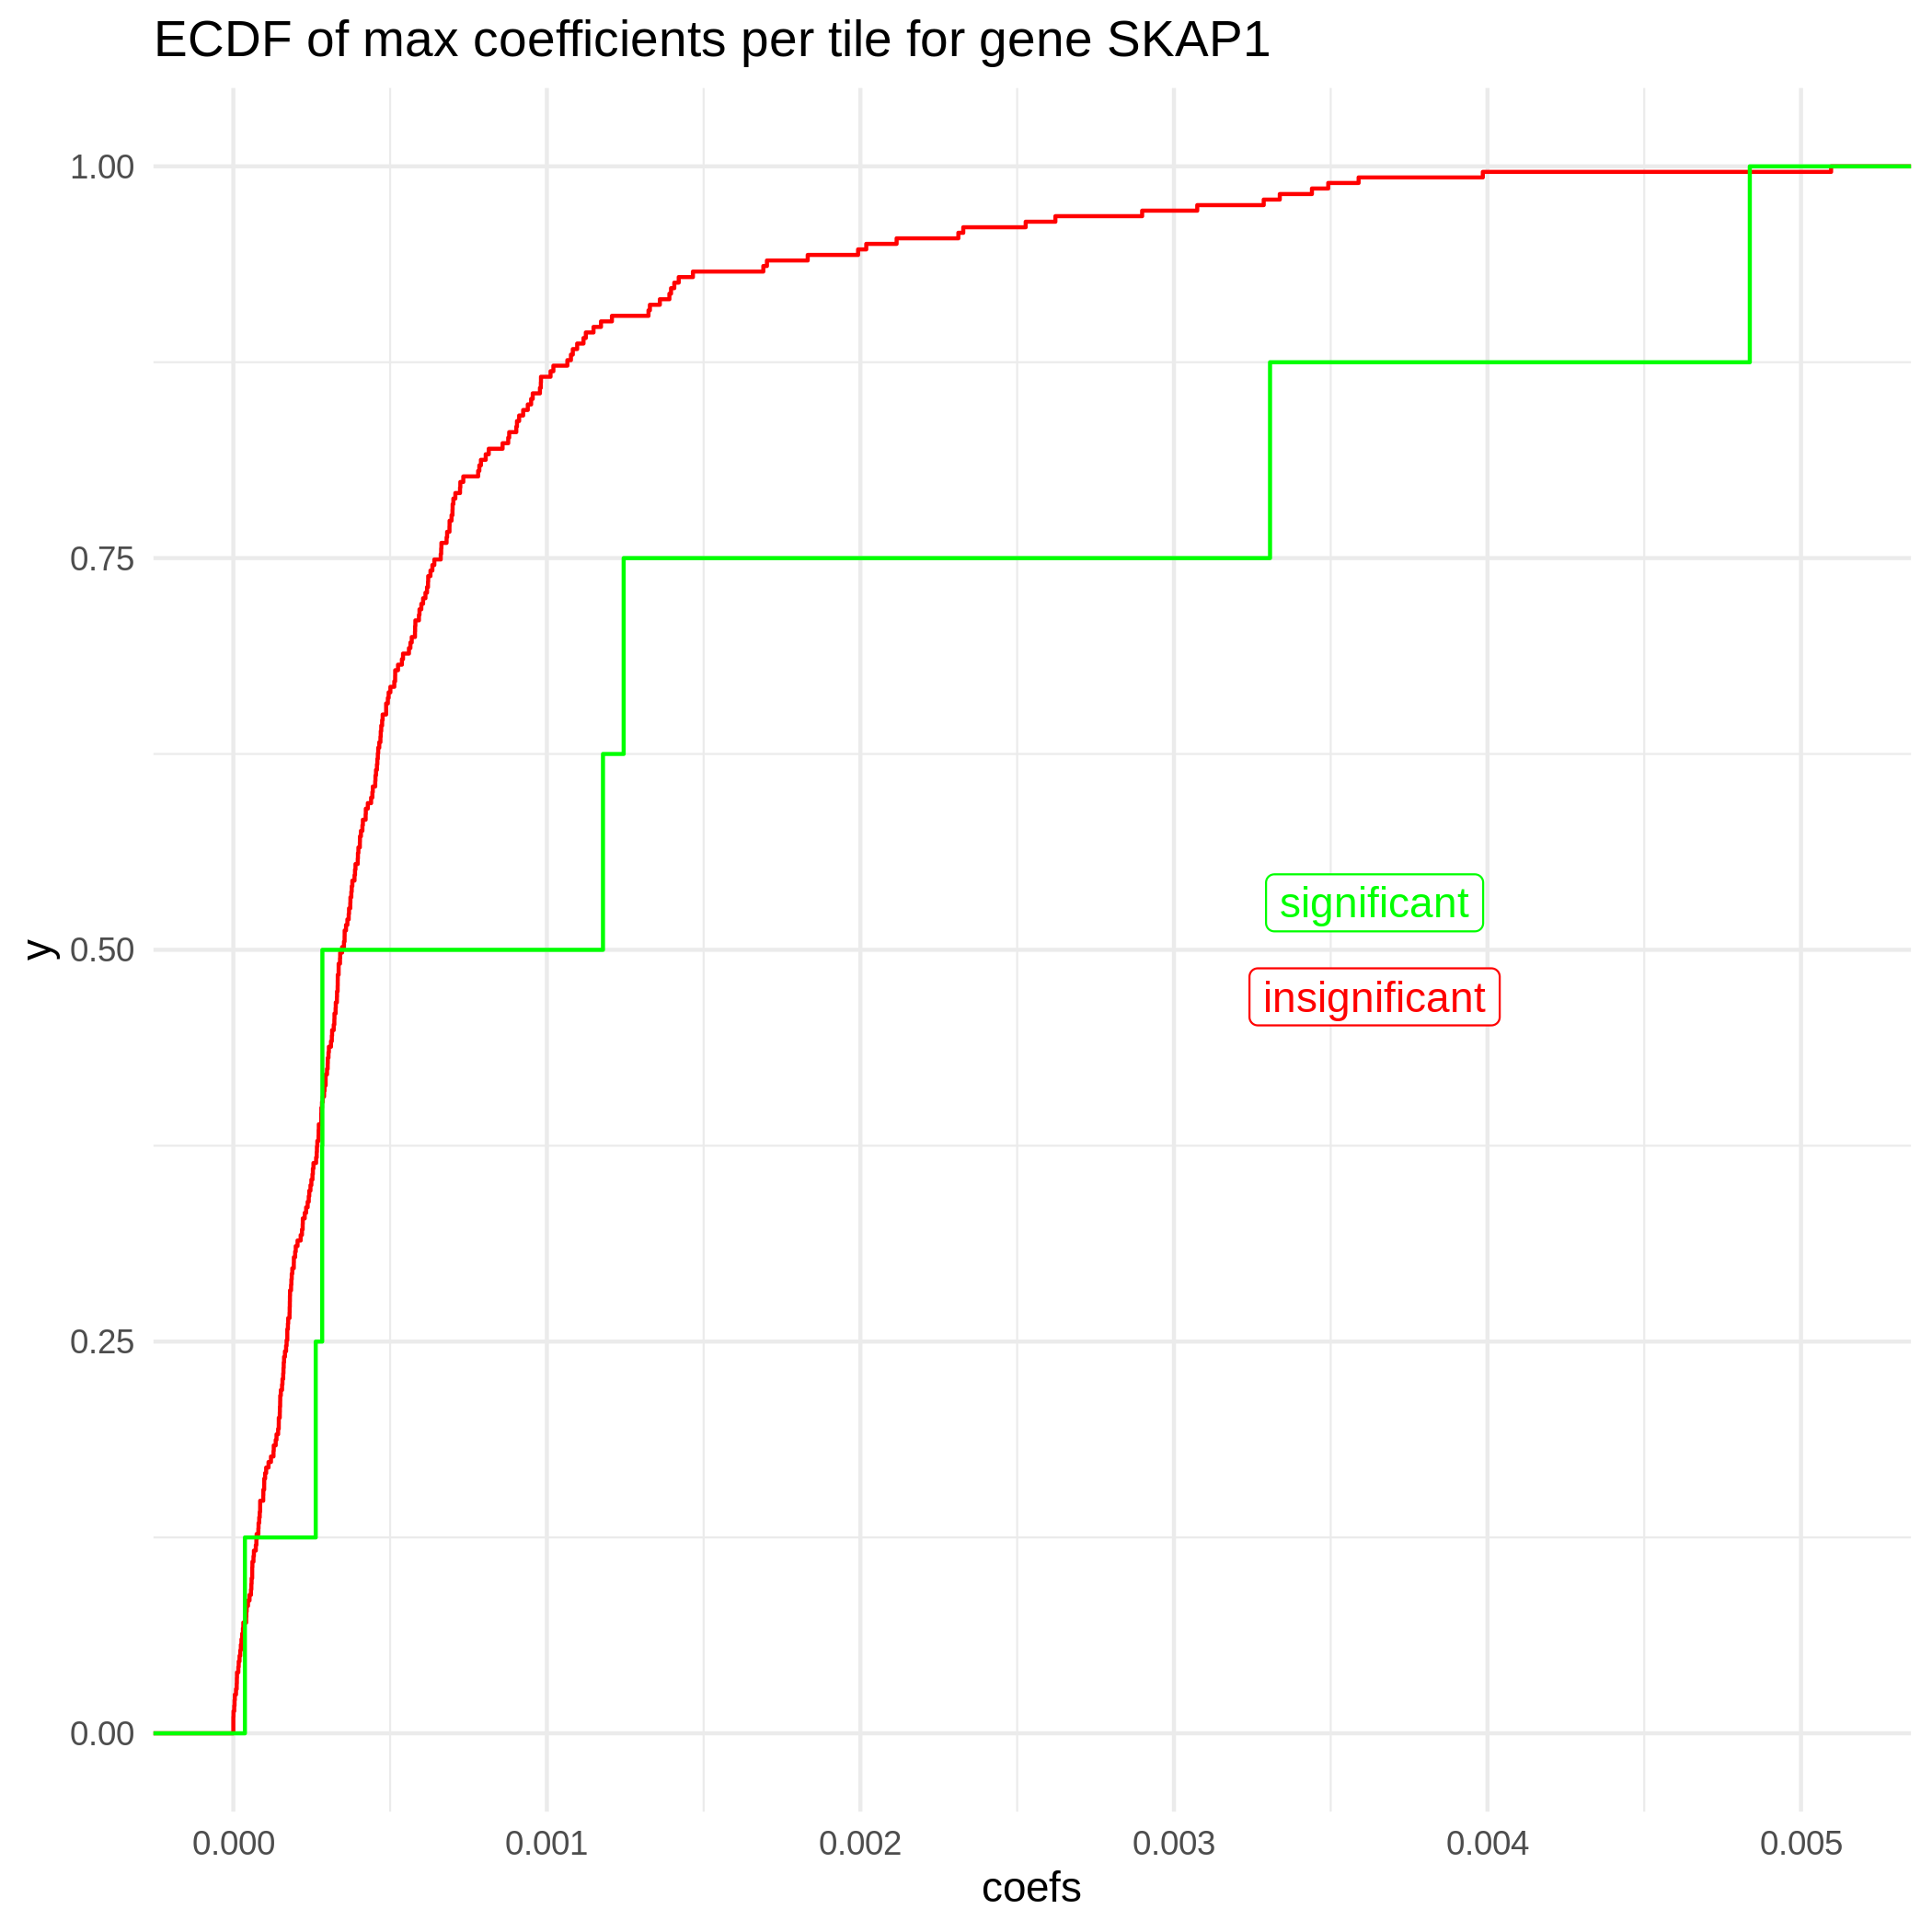 ECDF of max coefficients per tile for gene SKAP1
1.00
0.75
0.50
0.25
0.00
y
significant
insignificant
0.000 0.001 0.002 0.003 0.004 0.005
coefs